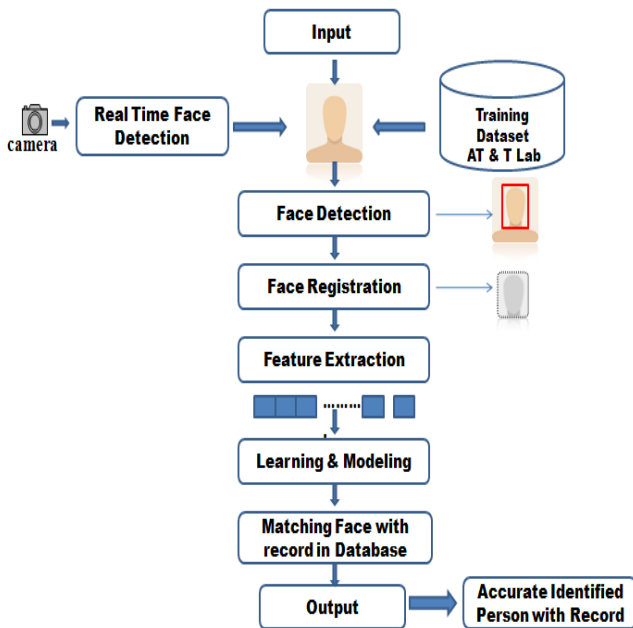 Input
camera
Real Time Face
Detection
Training
Dataset
AT & T Lab
Face Detection
Face Registration
Feature Extraction
.........
Learning & Modeling
Matching Face with
record in Database
Output
Accurate Identified
Person with Record